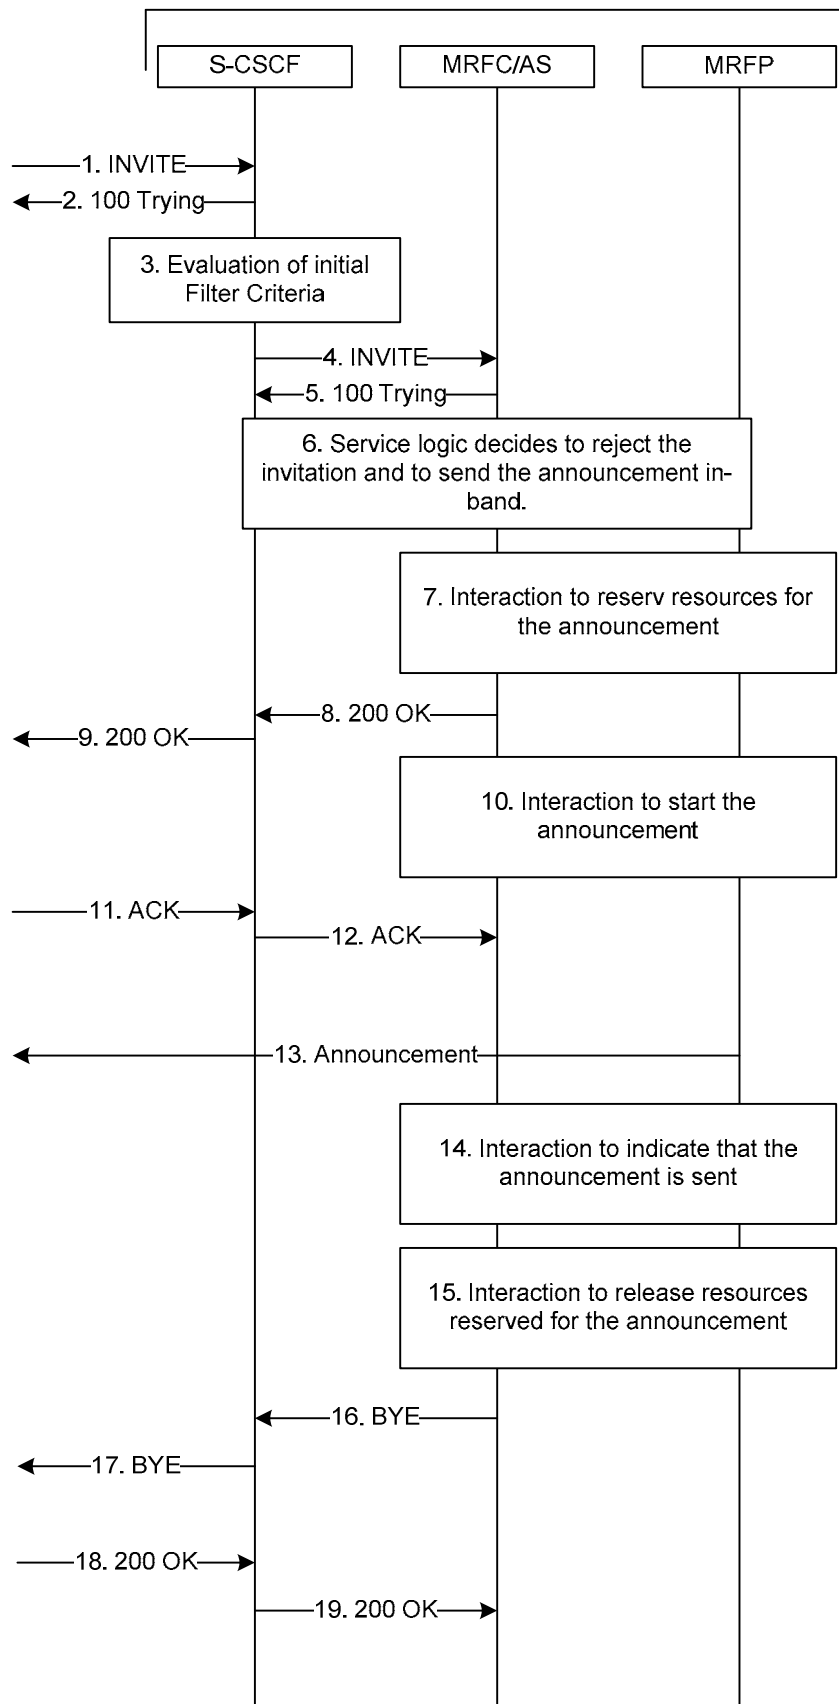 S-CSCF
MRFC/AS
MRFP
1. INVITE
2. 100 Trying
3. Evaluation of initial
Filter Criteria
4. INVITE
5. 100 Trying
6. Service logic decides to reject the
invitation and to send the announcement in-
band.
7. Interaction to reserv resources for
the announcement
8. 200 OK
9. 200 OK
10. Interaction to start the
announcement
11. ACK
12. ACK
13. Announcement
14. Interaction to indicate that the
announcement is sent
15. Interaction to release resources
reserved for the announcement
16. BYE
17. BYE
18. 200 OK
19. 200 OK